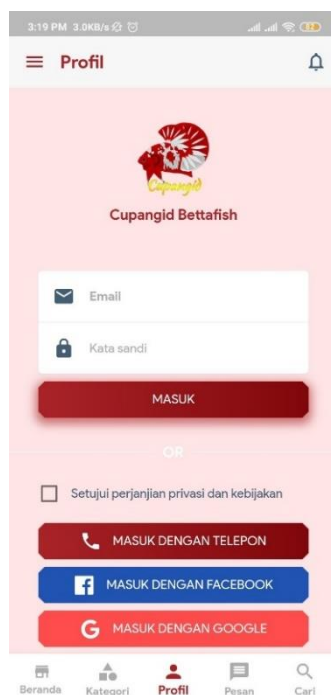 3:19 PM 3.0KB/s
Profil
Cupangid
Cupangid Bettafish
Email
Kata sandi
MASUK
OR
Setujui perjanjian privasi dan kebijakan
MASUK DENGAN TELEPON
MASUK DENGAN FACEBOOK
MASUK DENGAN GOOGLE
Beranda Kategori Profil Pesan Cari